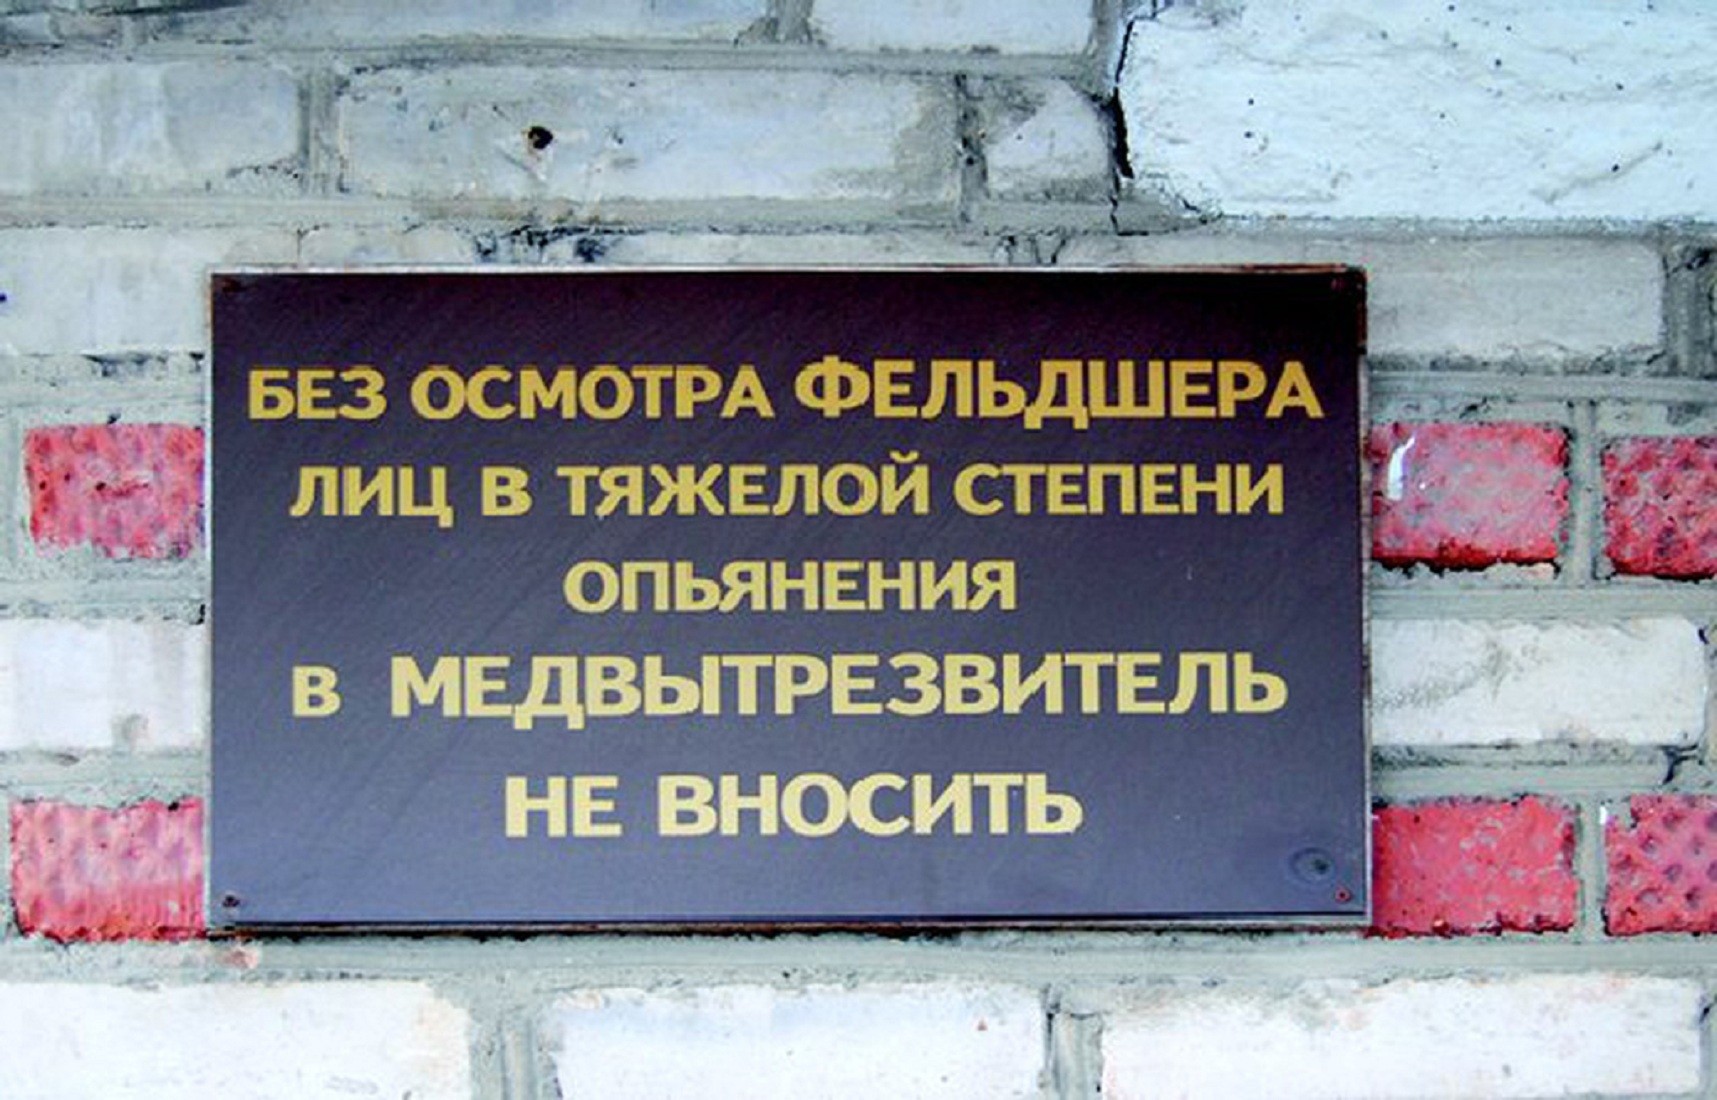 БЕЗ ОСМОТРА ФЕЛЬДШЕРА
ЛИЦ В ТЯЖЕЛОЙ СТЕПЕНИ
ОПЬЯНЕНИЯ
В МЕДВЫТРЕЗВИТЕЛЬ
НЕ ВНОСИТЬ